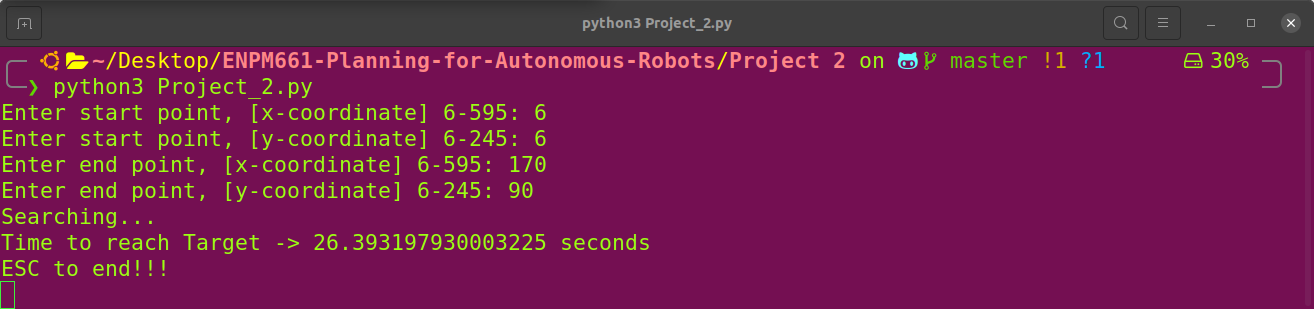 python3 Project_2.py
~/Desktop/ENPM661-Planning-for-Autonomous-Robots/Project 2 on master !1 ?1 30%
❯ python3 Project_2.py
Enter start point, [x-coordinate] 6-595: 6
Enter start point, [y-coordinate] 6-245: 6
Enter end point, [x-coordinate] 6-595: 170
Enter end point, [y-coordinate] 6-245: 90
Searching...
Time to reach Target -> 26.393197930003225 seconds
ESC to end!!!